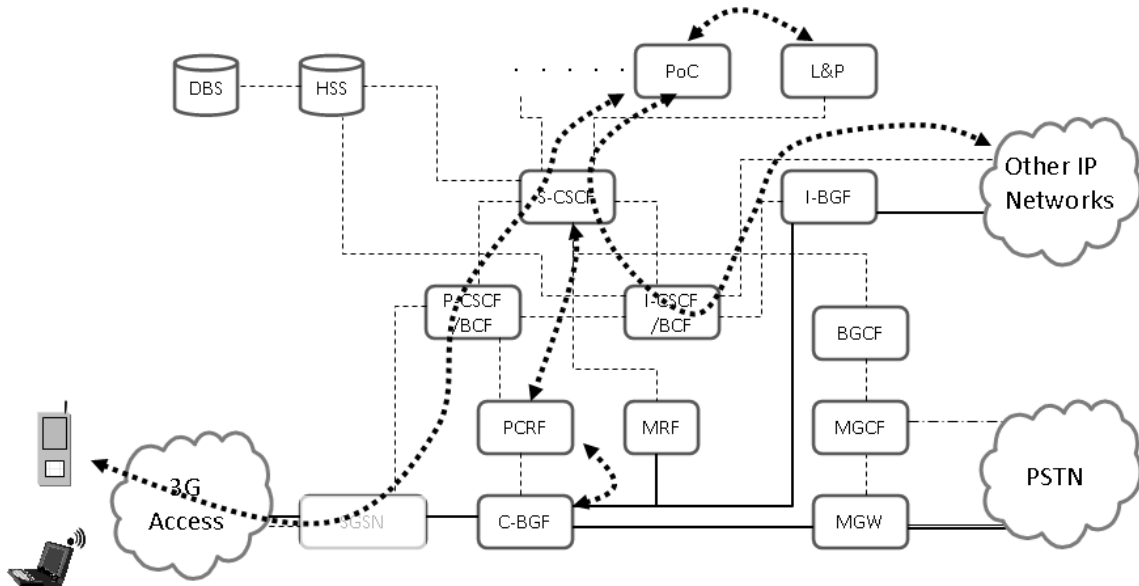 PoC
L&P
DBS
HSS
Other IP
Networks
S-CSCF
I-BGF
P-CSCF
/BCF
I-CSCF
/BCF
BGCF
PCRF
MRF
MGCF
3G
Access
PSTN
SGSN
C-BGF
MGW